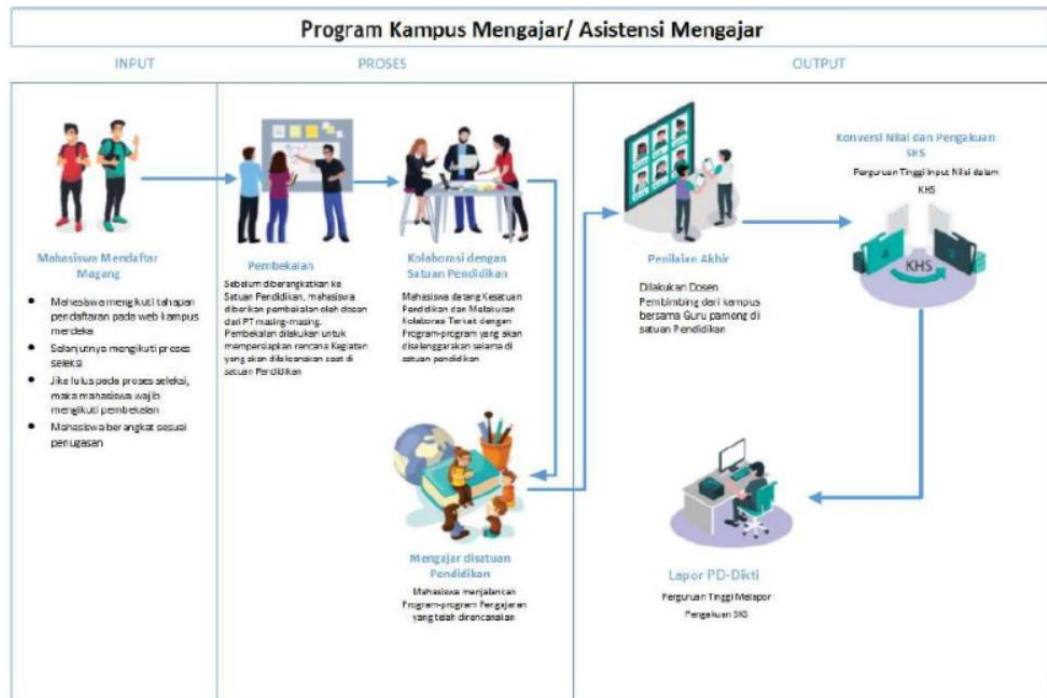 Program Kampus Mengajar/ Asistensi Mengajar
INPUT
PROSES
OUTPUT
Mahasiswa Mendaftar
Magang
● Mahasiswa mengikuti tahapan
pendaftaran pada web kampus
merdeka
● Selanjutnya mengikuti proses
seleksi
● Jika lulus pada proses seleksi,
maka mahasiswa wajib
mengikuti pembekalan
● Mahasiswa berangkat sesuai
penugasan
Pembekalan
Sebelum diberangkatkan ke
Satuan Pendidikan, mahasiswa
diberikan pembekalan oleh dosen
dari PT masing-masing.
Pembekalan dilakukan untuk
mempersiapkan rencana Kegiatan
yang akan dilaksanakan saat di
satuan Pendidikan
Kolaborasi dengan
Satuan Pendidikan
Mahasiswa datang Kesatuan
Pendidikan dan Melakukan
Kolaborasi Terkait dengan
Program-program yang akan
diselenggarakan selama di
satuan pendidikan
Mengajar disatuan
Pendidikan
Mahasiswa menjalankan
Program-program Pengajaran
yang telah direncanakan
Penilaian Akhir
Dilakukan Dosen
Pembimbing dari kampus
bersama Guru pamong di
satuan Pendidikan
Konversi Nilai dan Pengakuan
SKS
Perguruan Tinggi Input Nilai dalam
KHS
KHS
Lapor PD-Dikti
Perguruan Tinggi Melapor
Pengakuan SKS